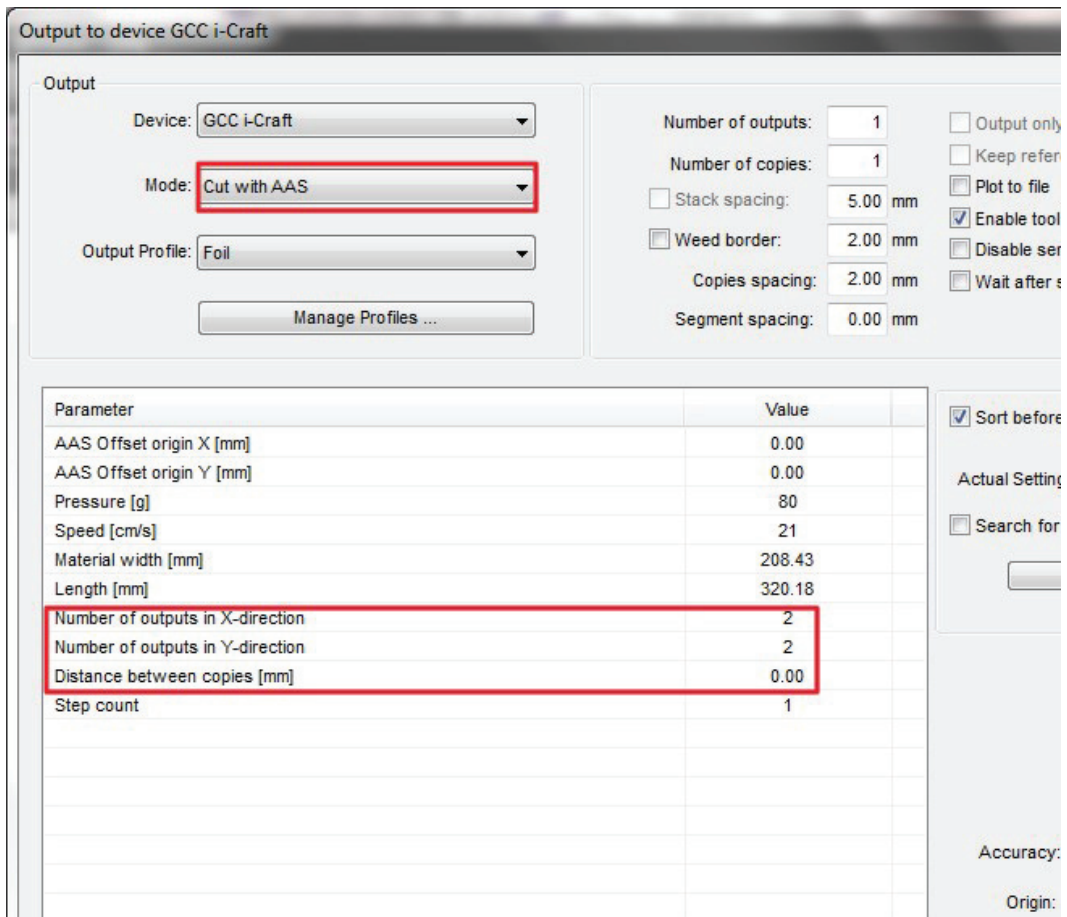 Output to device GCC i-Craft
Output
Device: GCC i-Craft
Mode: Cut with AAS
Output Profile: Foil
Manage Profiles ...
Number of outputs: 1
Number of copies: 1
Stack spacing: 5.00 mm
Weed border: 2.00 mm
Copies spacing: 2.00 mm
Segment spacing: 0.00 mm
Output only
Keep refer
Plot to file
Enable tool
Disable ser
Wait after s
Parameter Value
AAS Offset origin X [mm] 0.00
AAS Offset origin Y [mm] 0.00
Pressure [g] 80
Speed [cm/s] 21
Material width [mm] 208.43
Length [mm] 320.18
Number of outputs in X-direction 2
Number of outputs in Y-direction 2
Distance between copies [mm] 0.00
Step count 1
Sort before
Actual Setting
Search for
Accuracy:
Origin: